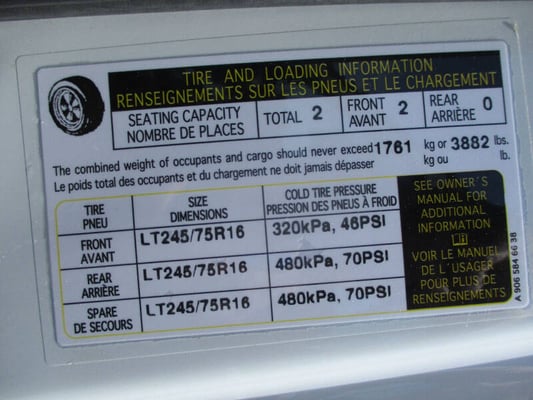 TIRE AND LOADING INFORMATION
RENSEIGNEMENTS SUR LES PNEUS ET LE CHARGEMENT
SEATING CAPACITY
NOMBRE DE PLACES
TOTAL 2
FRONT
AVANT 2
REAR
ARRIÈRE 0
The combined weight of occupants and cargo should never exceed 1761 kg or 3882 lbs.
Le poids total des occupants et du chargement ne doit jamais dépasser kg ou lb.
TIRE
PNEU
SIZE
DIMENSIONS
COLD TIRE PRESSURE
PRESSION DES PNEUS À FROID
FRONT
AVANT
LT245/75R16
320kPa, 46PSI
REAR
ARRIÈRE
LT245/75R16
480kPa, 70PSI
SPARE
DE SECOURS
LT245/75R16
480kPa, 70PSI
SEE OWNER'S
MANUAL FOR
ADDITIONAL
INFORMATION
VOIR LE MANUEL
DE L'USAGER
POUR PLUS DE
RENSEIGNEMENTS
A 906 584 66 38